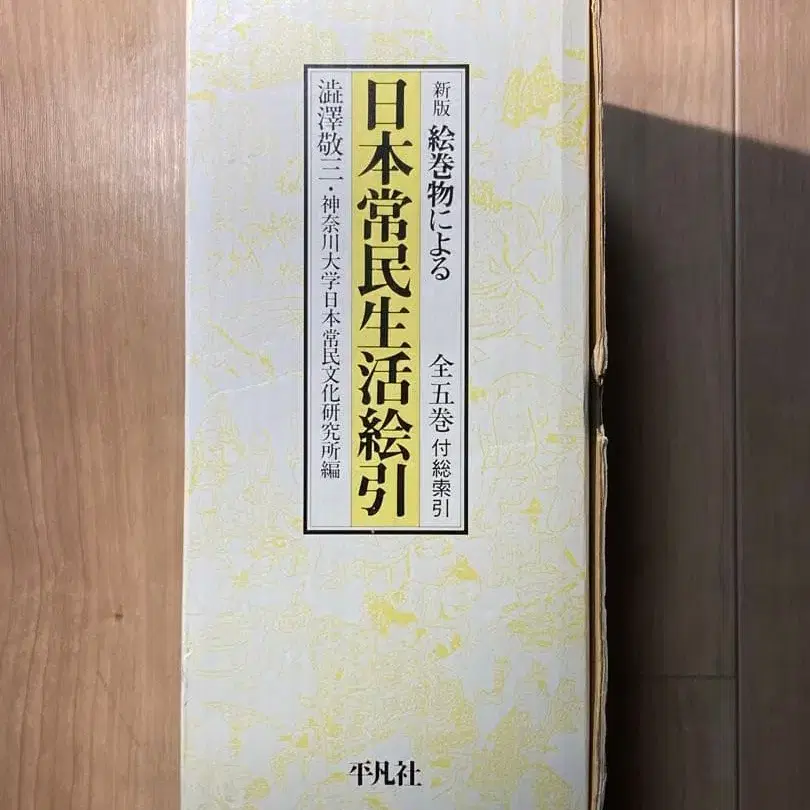 新版 絵巻物による 全五巻 付総索引
日本常民生活絵引
澁澤敬三・神奈川大学日本常民文化研究所編
平凡社